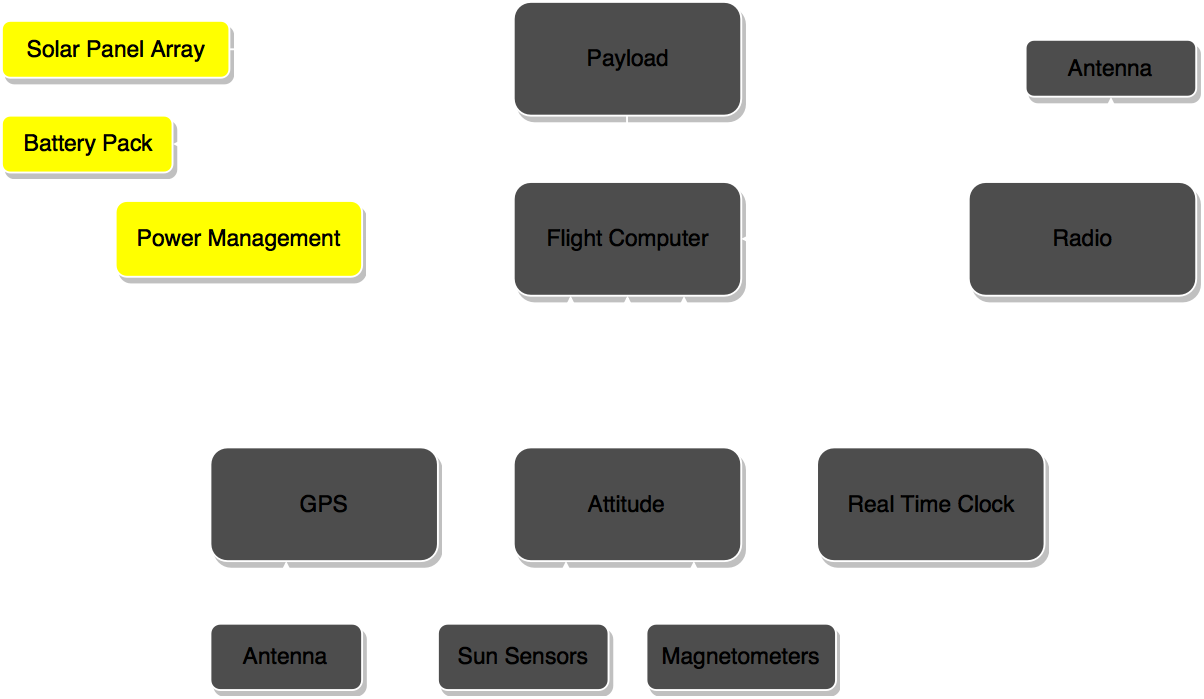 Solar Panel Array
Payload
Antenna
Battery Pack
Power Management
Flight Computer
Radio
GPS
Attitude
Real Time Clock
Antenna
Sun Sensors
Magnetometers